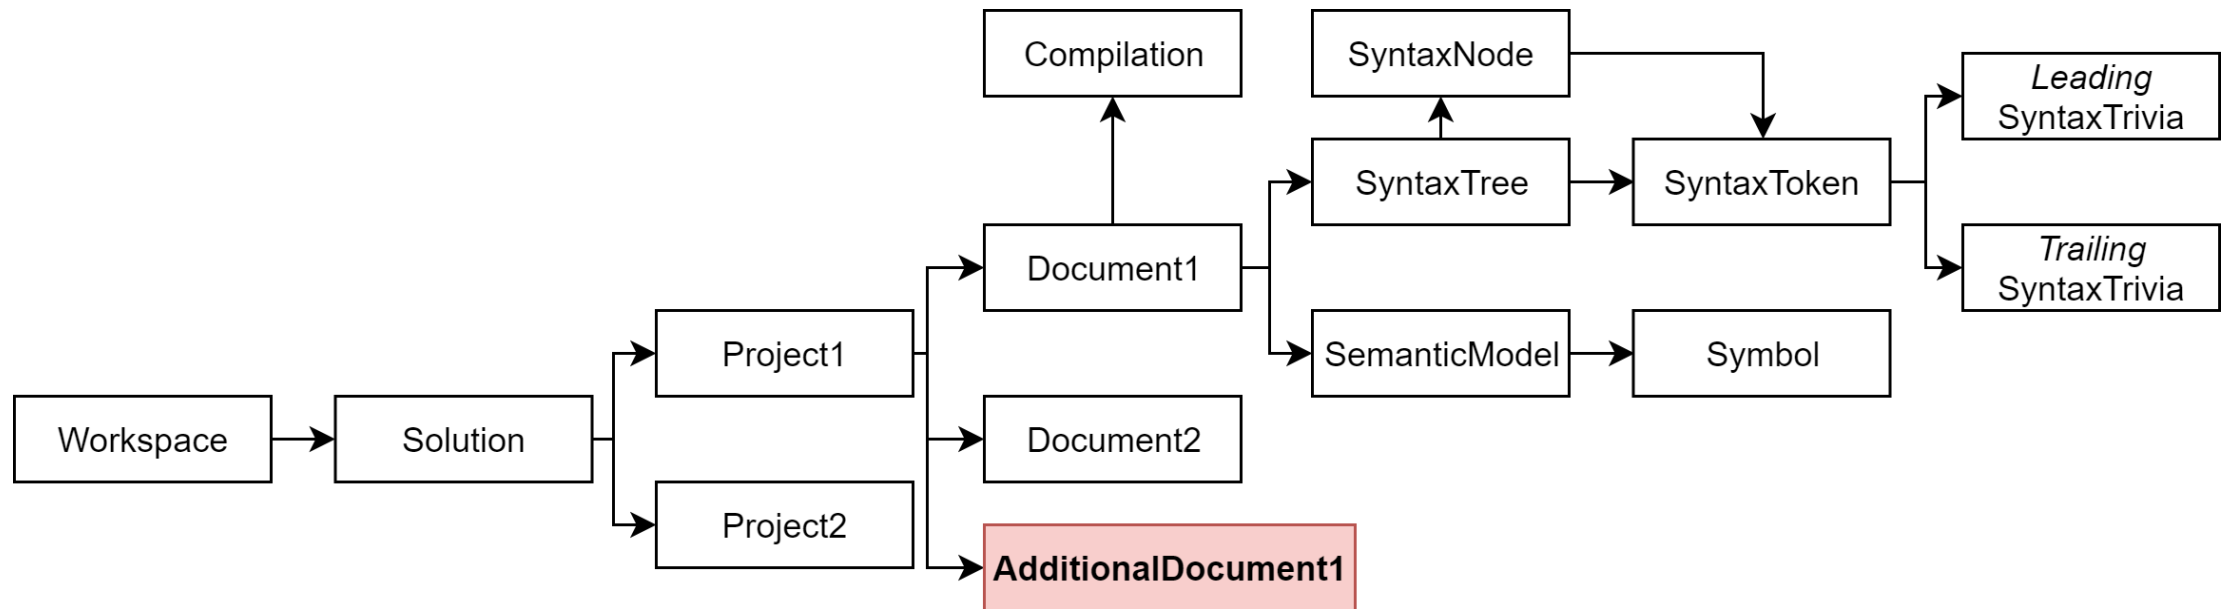 Compilation
SyntaxNode
Leading
SyntaxTrivia
SyntaxTree
SyntaxToken
Document1
Trailing
SyntaxTrivia
Project1
SemanticModel
Symbol
Workspace
Solution
Document2
Project2
AdditionalDocument1